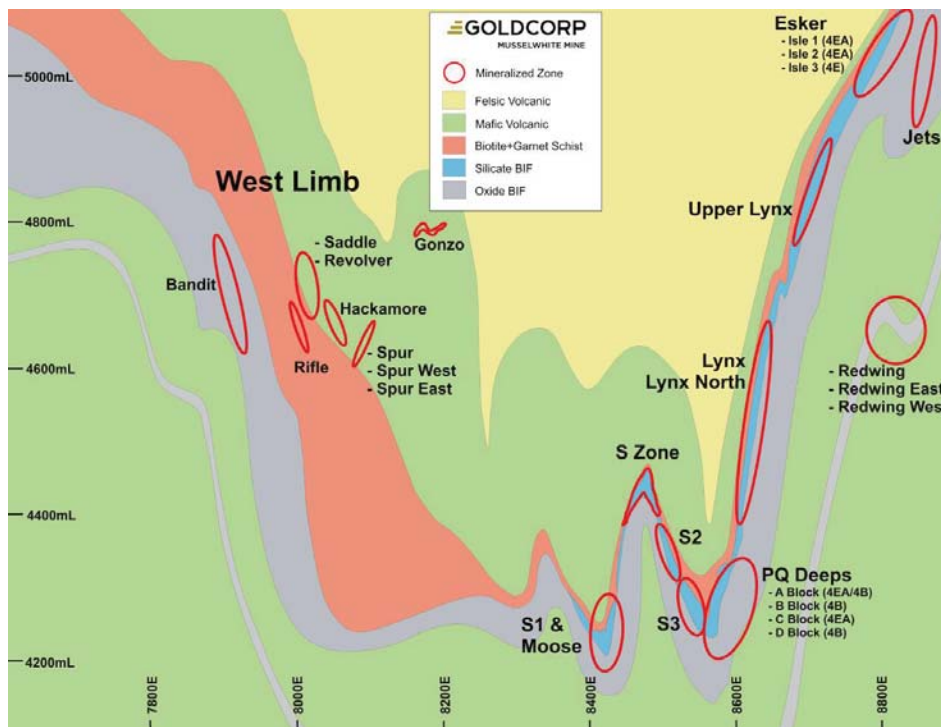 GOLDCORP
MUSSELWHITE MINE
Mineralized Zone
Felsic Volcanic
Mafic Volcanic
Biotite+Garnet Schist
Silicate BIF
Oxide BIF
Esker
- Isle 1 (4EA)
- Isle 2 (4EA)
- Isle 3 (4E)
5000mL
Jets
West Limb
Upper Lynx
4800mL
- Saddle
- Revolver
Gonzo
Bandit
Hackamore
Rifle
- Spur
- Spur West
- Spur East
4600mL
Lynx
Lynx North
- Redwing
- Redwing East
- Redwing West
S Zone
4400mL
S2
PQ Deeps
- A Block (4EA/4B)
- B Block (4B)
- C Block (4EA)
- D Block (4B)
S1 &
Moose
S3
4200mL
7800E
8000E
8200E
8400E
8600E
8800E